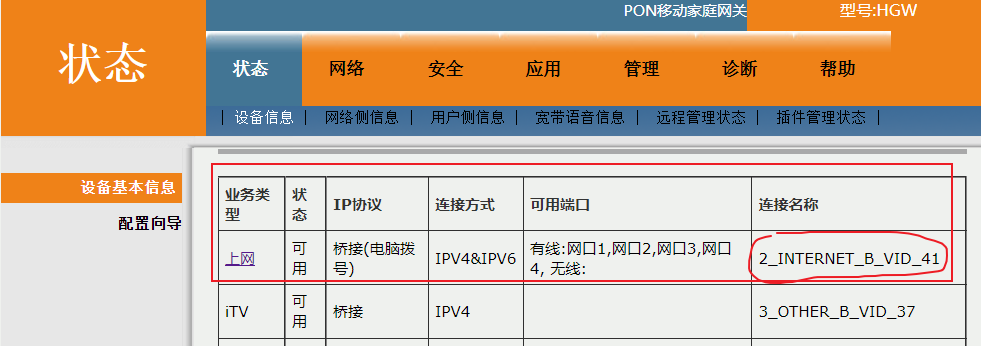 PON移动家庭网关 型号:HGW
状态
状态 网络 安全 应用 管理 诊断 帮助
| 设备信息 | 网络侧信息 | 用户侧信息 | 宽带语音信息 | 远程管理状态 | 插件管理状态 |
设备基本信息
配置向导
业务类
型
状
态
IP协议
连接方式
可用端口
连接名称
上网
可
用
桥接(电脑拨
号)
IPV4&IPV6
有线:网口1,网口2,网口3,网口
4, 无线:
2_INTERNET_B_VID_41
iTV
可
用
桥接
IPV4
3_OTHER_B_VID_37